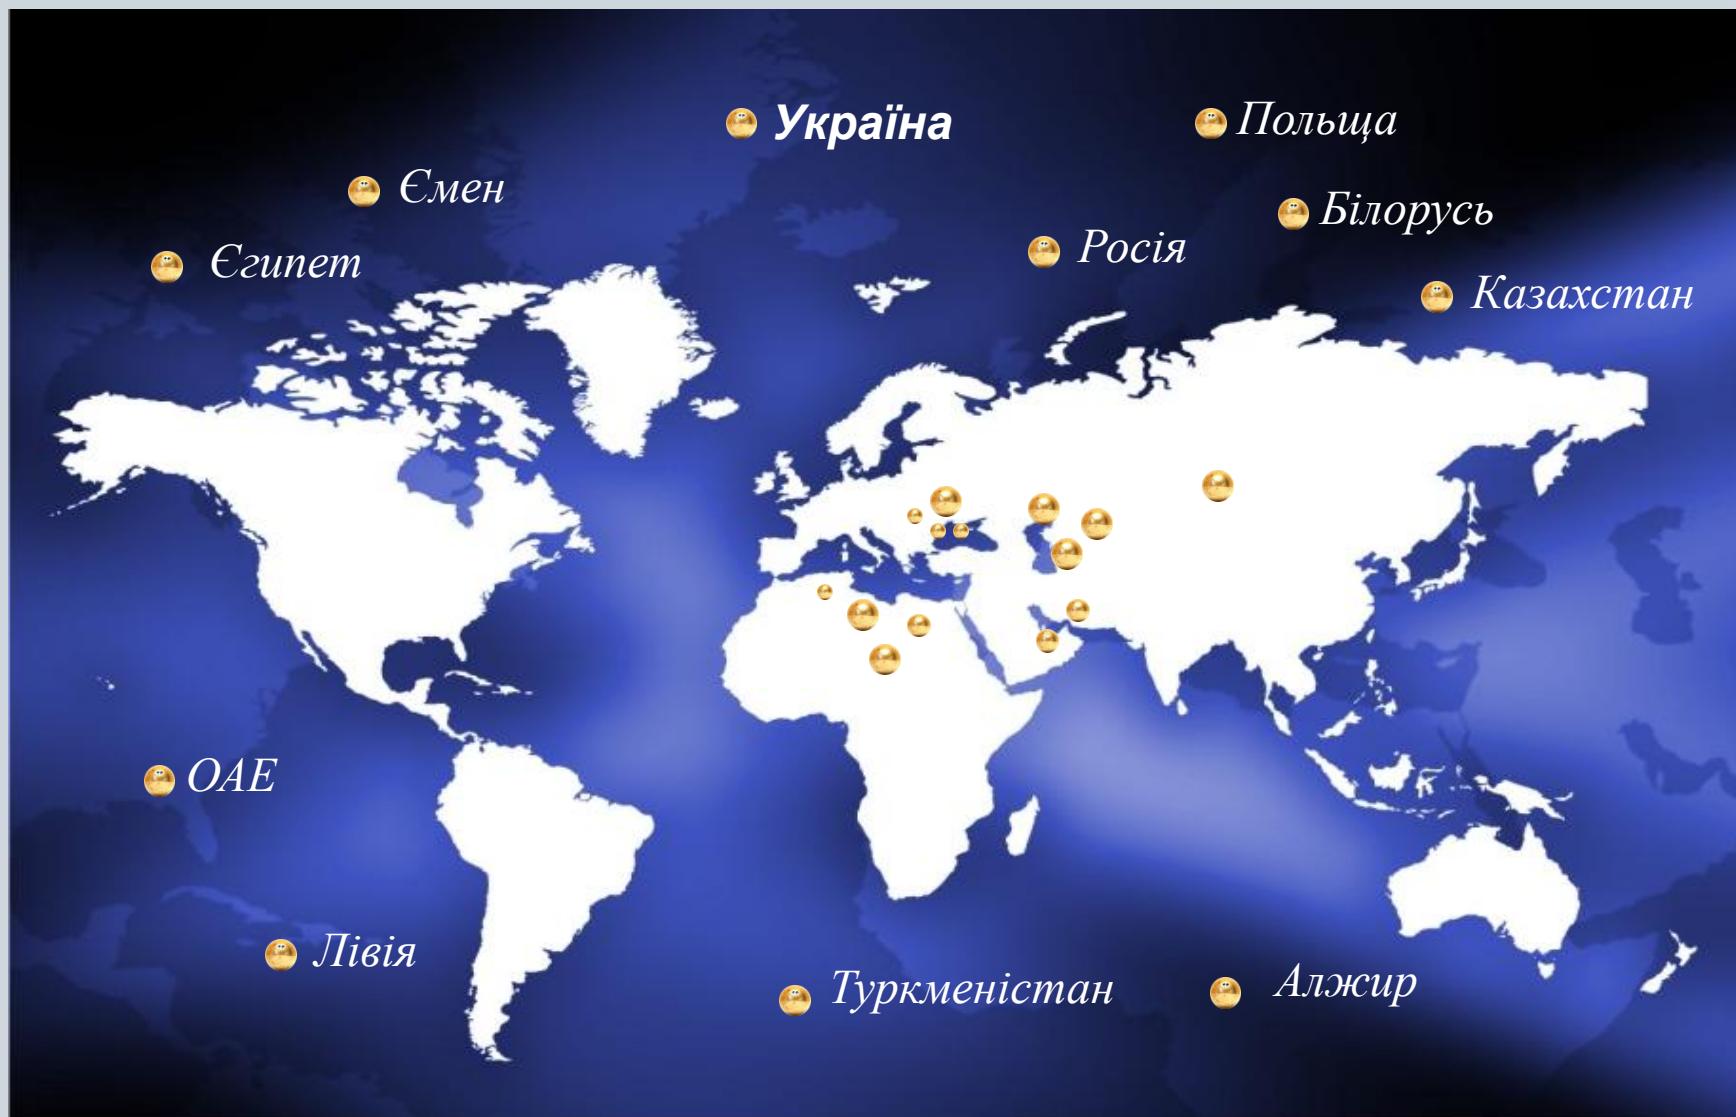 Україна
Польща
Ємен
Білорусь
Росія
Єгипет
Казахстан
ОАЕ
Лівія
Туркменістан
Алжир